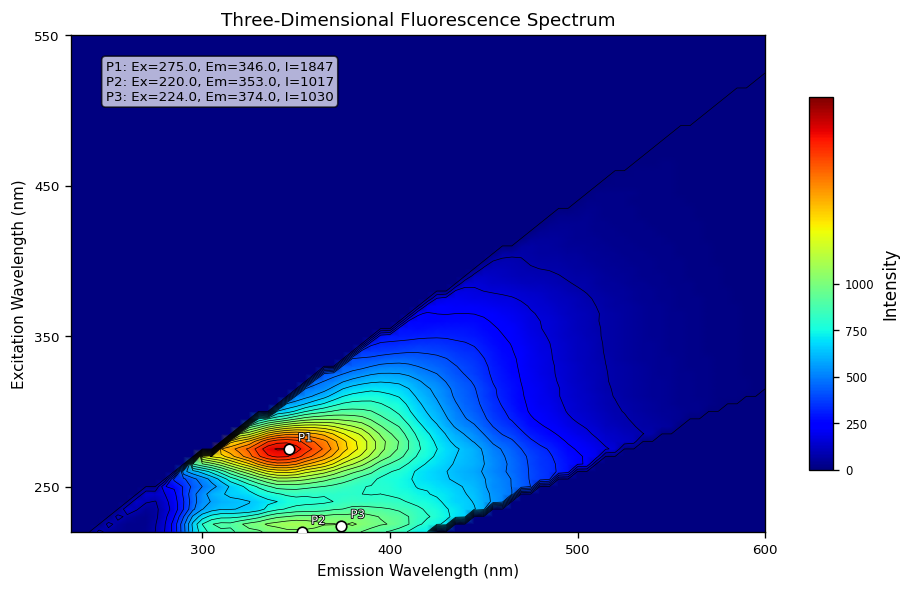 Three-Dimensional Fluorescence Spectrum
P1: Ex=275.0, Em=346.0, I=1847
P2: Ex=220.0, Em=353.0, I=1017
P3: Ex=224.0, Em=374.0, I=1030
550
450
350
250
Excitation Wavelength (nm)
P1
P2
P3
300
400
500
600
Emission Wavelength (nm)
1000
750
500
250
0
Intensity